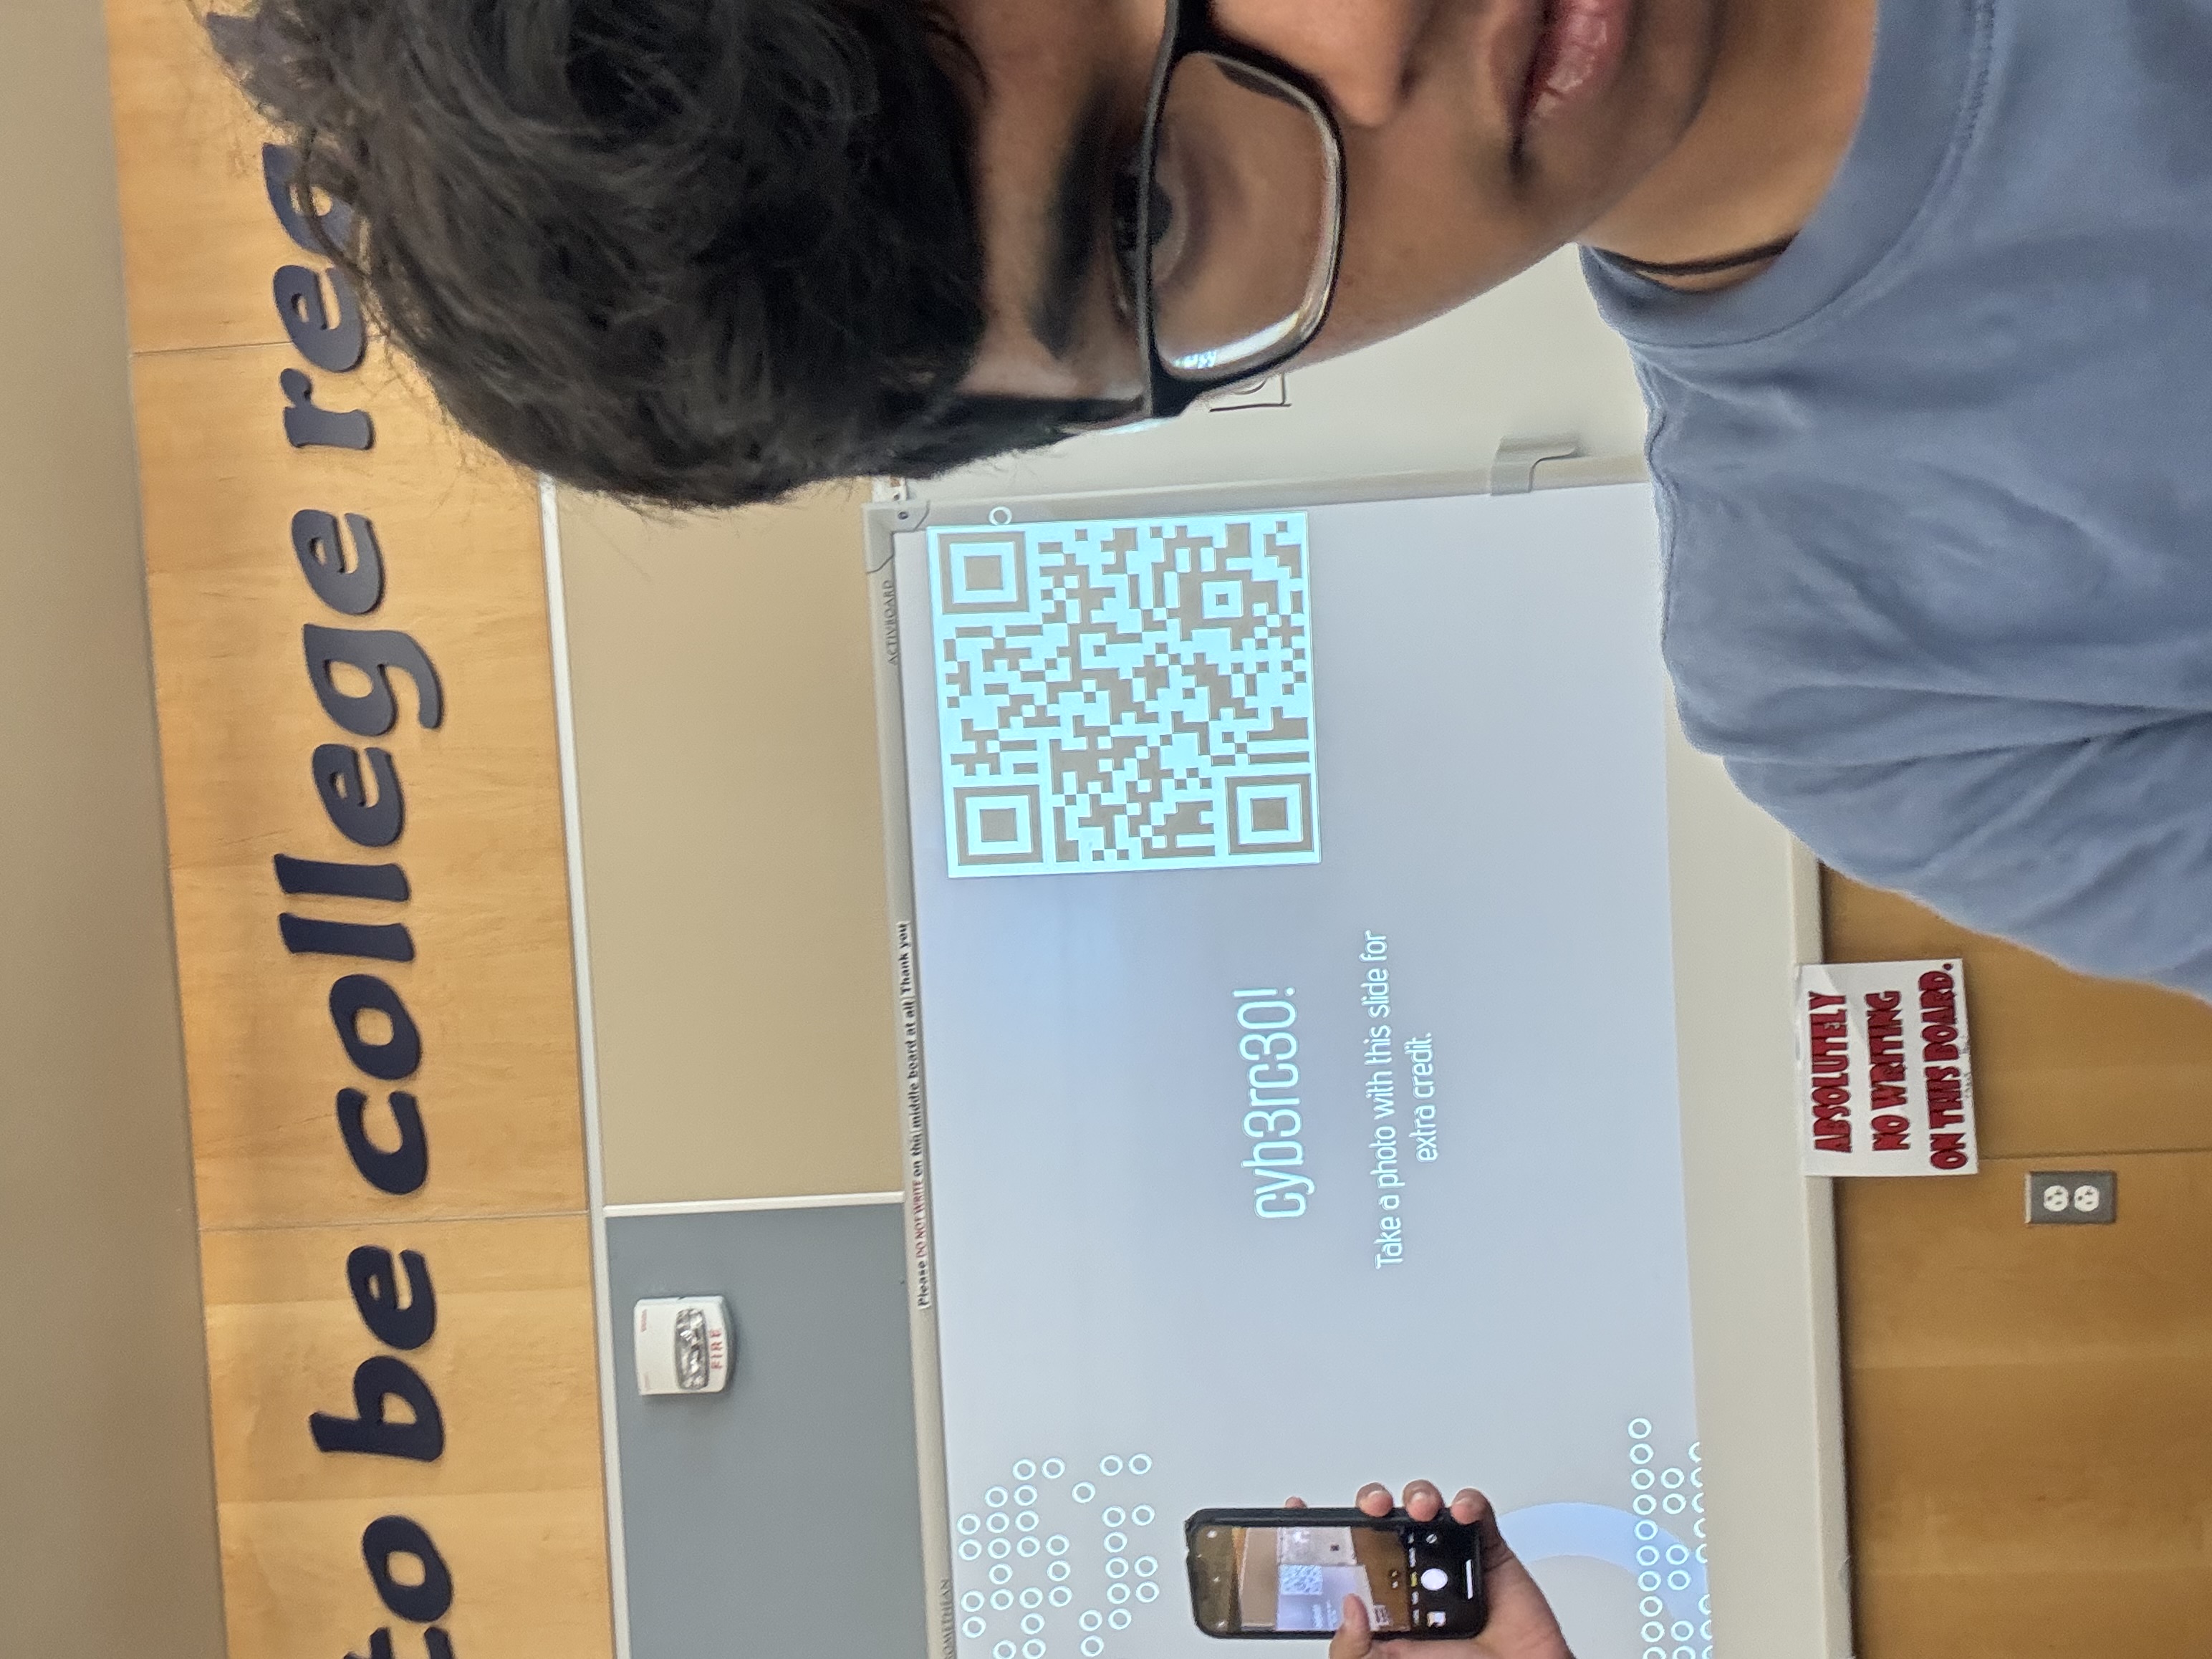 to be college rea
FIRE
Please DO NOT WRITE on this middle board at all Thank you
ACTIVBOARD
cyb3rc30!
Take a photo with this slide for
extra credit.
ABSOLUTELY
NO WRITING
ON THIS BOARD.